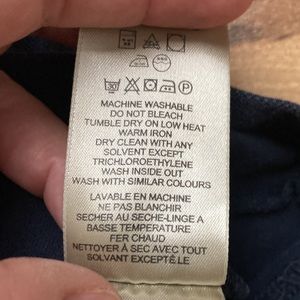 MACHINE WASHABLE
DO NOT BLEACH
TUMBLE DRY ON LOW HEAT
WARM IRON
DRY CLEAN WITH ANY
SOLVENT EXCEPT
TRICHLOROETHYLENE
WASH INSIDE OUT
WASH WITH SIMILAR COLOURS
LAVABLE EN MACHINE
NE PAS BLANCHIR
SECHER AU SECHE-LINGE A
BASSE TEMPERATURE
FER CHAUD
NETTOYER À SEC AVEC TOUT
SOLVANT EXCEPTÉ LE